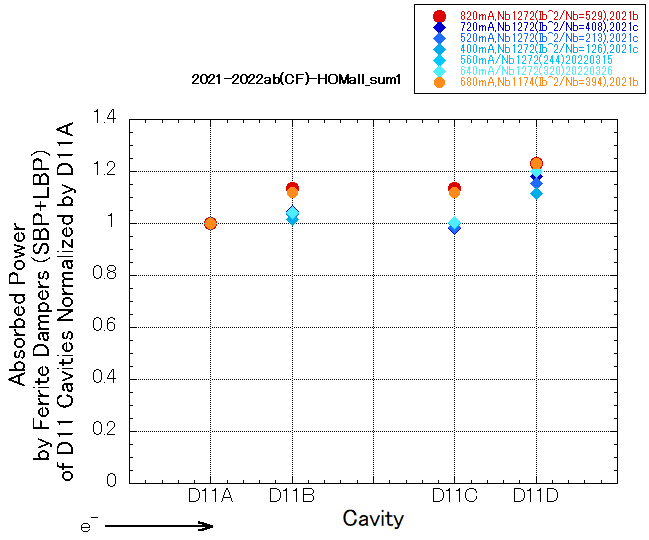 820mA,Nb1272(Ib^2/Nb=529),2021b
720mA,Nb1272(Ib^2/Nb=408),2021c
520mA,Nb1272(Ib^2/Nb=213),2021c
400mA,Nb1272(Ib^2/Nb=126),2021c
560mA/Nb1272(244)20220315
640mA/Nb1272(320)20220326
680mA,Nb1174(Ib^2/Nb=394),2021b
2021-2022ab(CF)-HOMall_sum1
Absorbed Power
by Ferrite Dampers (SBP+LBP)
of D11 Cavities Normalized by D11A
1.4
1.2
1
0.8
0.6
0.4
0.2
0
D11A D11B D11C D11D
e⁻
Cavity